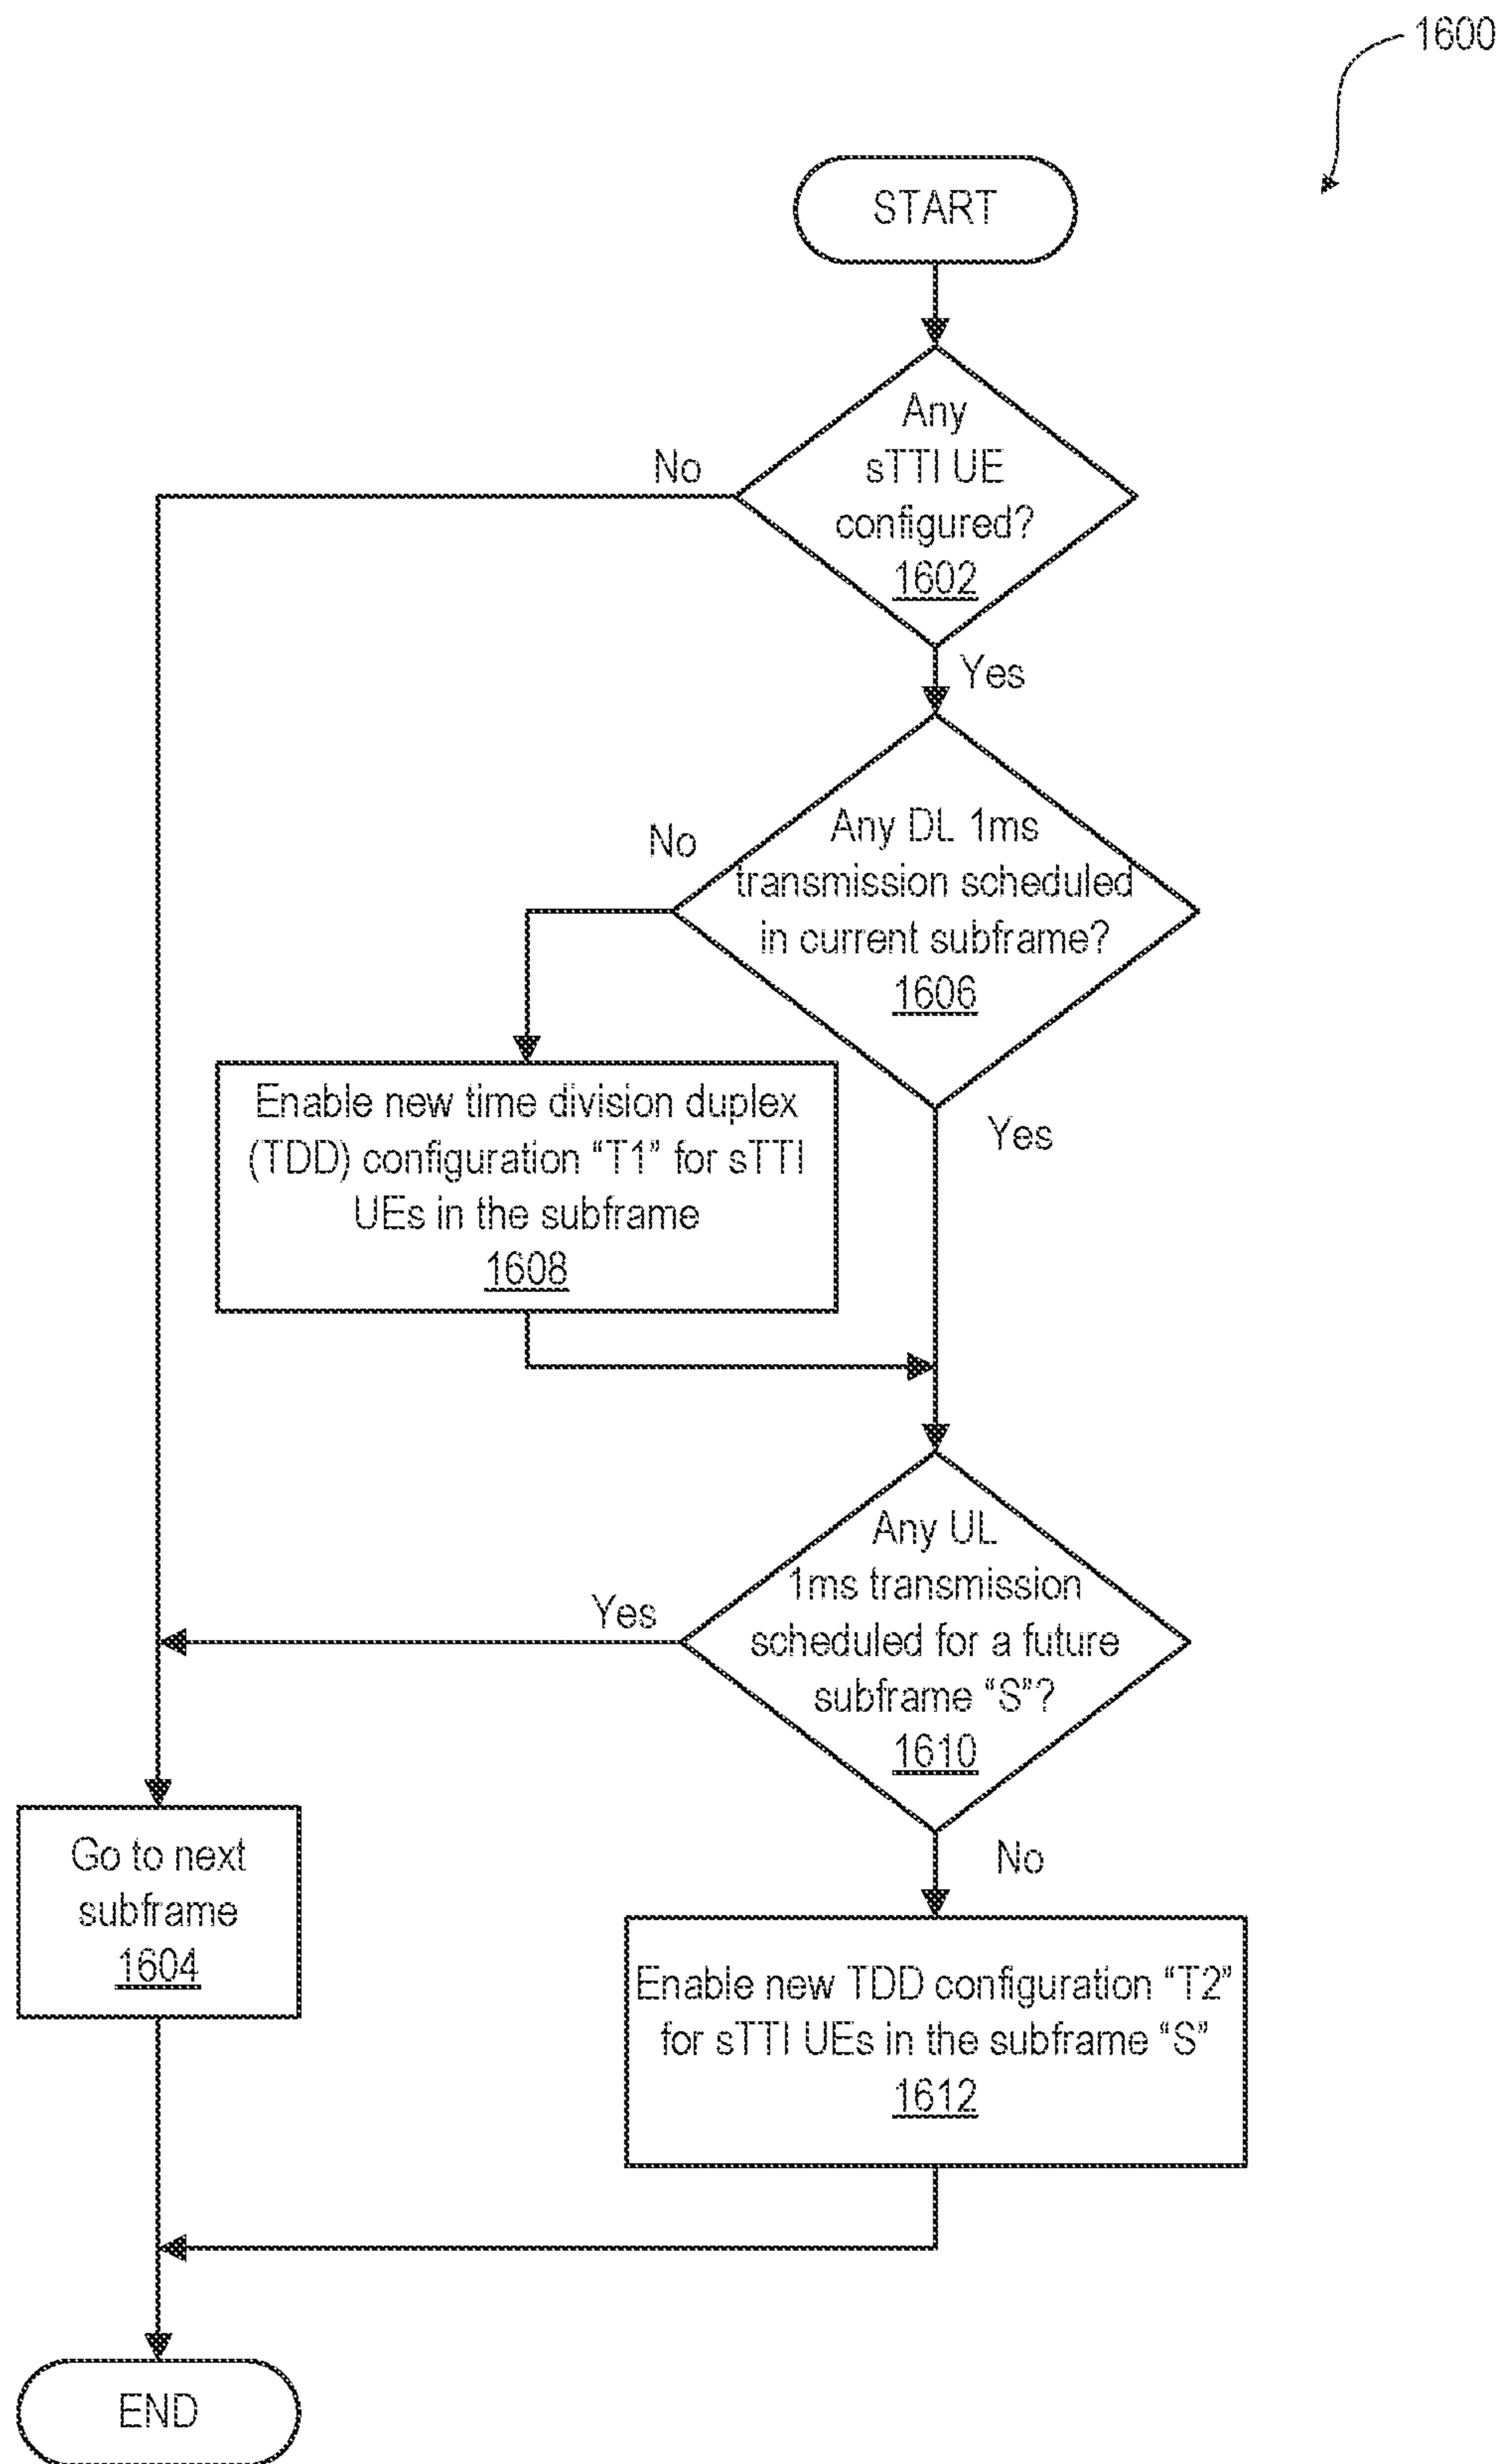 1600
START
Any
sTTI UE
configured?
1602
No
Yes
Any DL 1ms
transmission scheduled
in current subframe?
1606
No
Yes
Enable new time division duplex
(TDD) configuration “T1” for sTTI
UEs in the subframe
1608
Any UL
1ms transmission
scheduled for a future
subframe “S”?
1610
Yes
No
Go to next
subframe
1604
Enable new TDD configuration “T2”
for sTTI UEs in the subframe “S”
1612
END